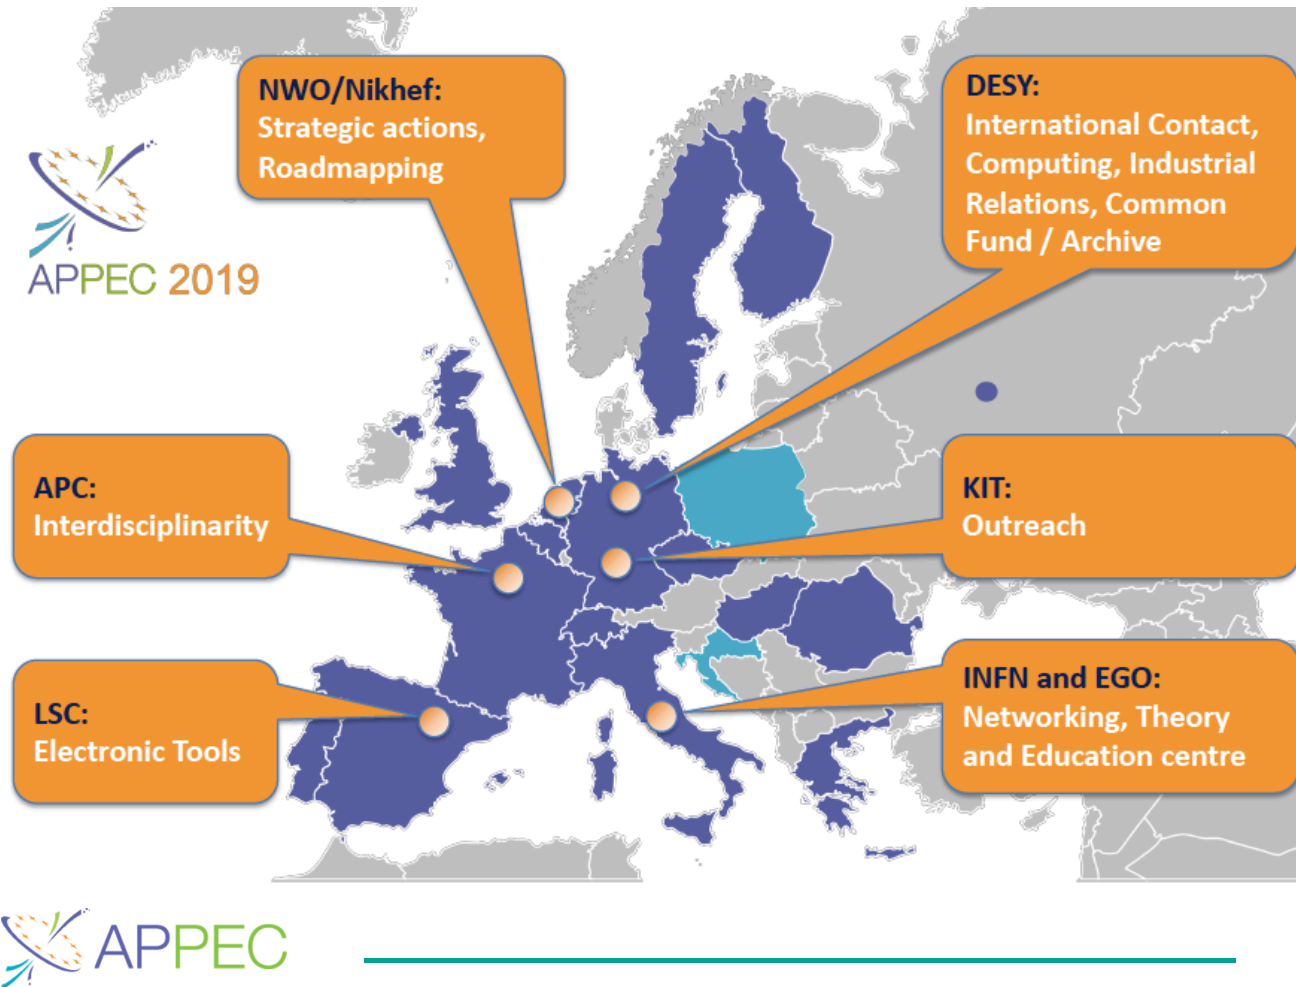 NWO/Nikhef:
Strategic actions,
Roadmapping
DESY:
International Contact,
Computing, Industrial
Relations, Common
Fund / Archive
APPEC 2019
APC:
Interdisciplinarity
KIT:
Outreach
LSC:
Electronic Tools
INFN and EGO:
Networking, Theory
and Education centre
APPEC